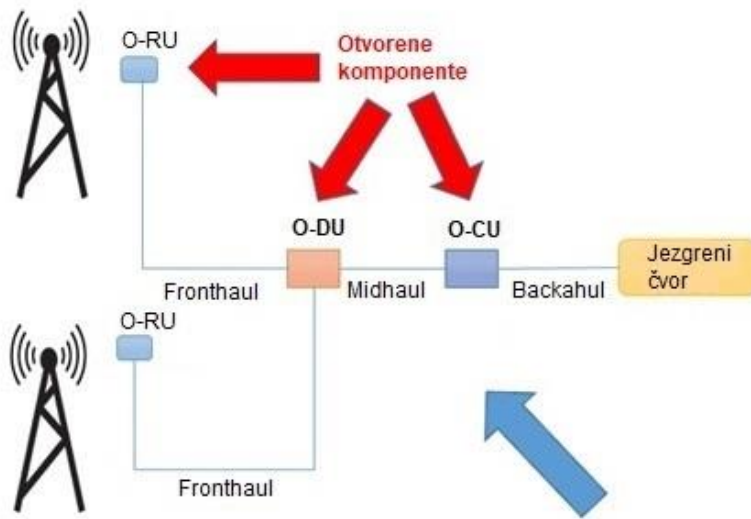 O-RU
Otvorene
komponente
O-DU
O-CU
Jezgreni
čvor
Fronthaul
Midhaul
Backahul
O-RU
Fronthaul